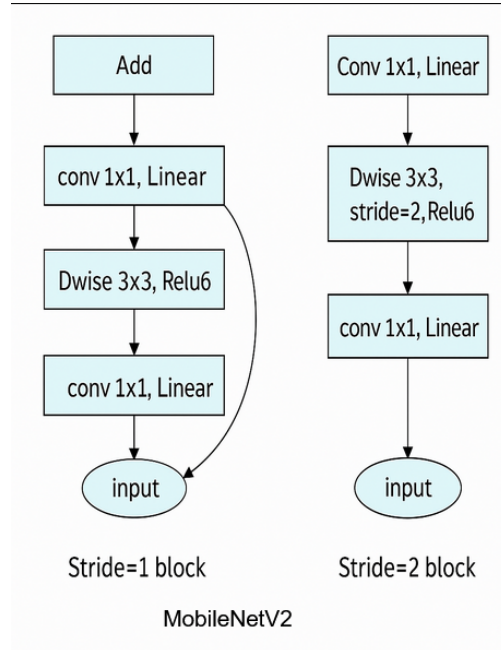 Add
conv 1x1, Linear
Dwise 3x3, Relu6
conv 1x1, Linear
input
Stride=1 block
Conv 1x1, Linear
Dwise 3x3,
stride=2, Relu6
conv 1x1, Linear
input
Stride=2 block
MobileNetV2